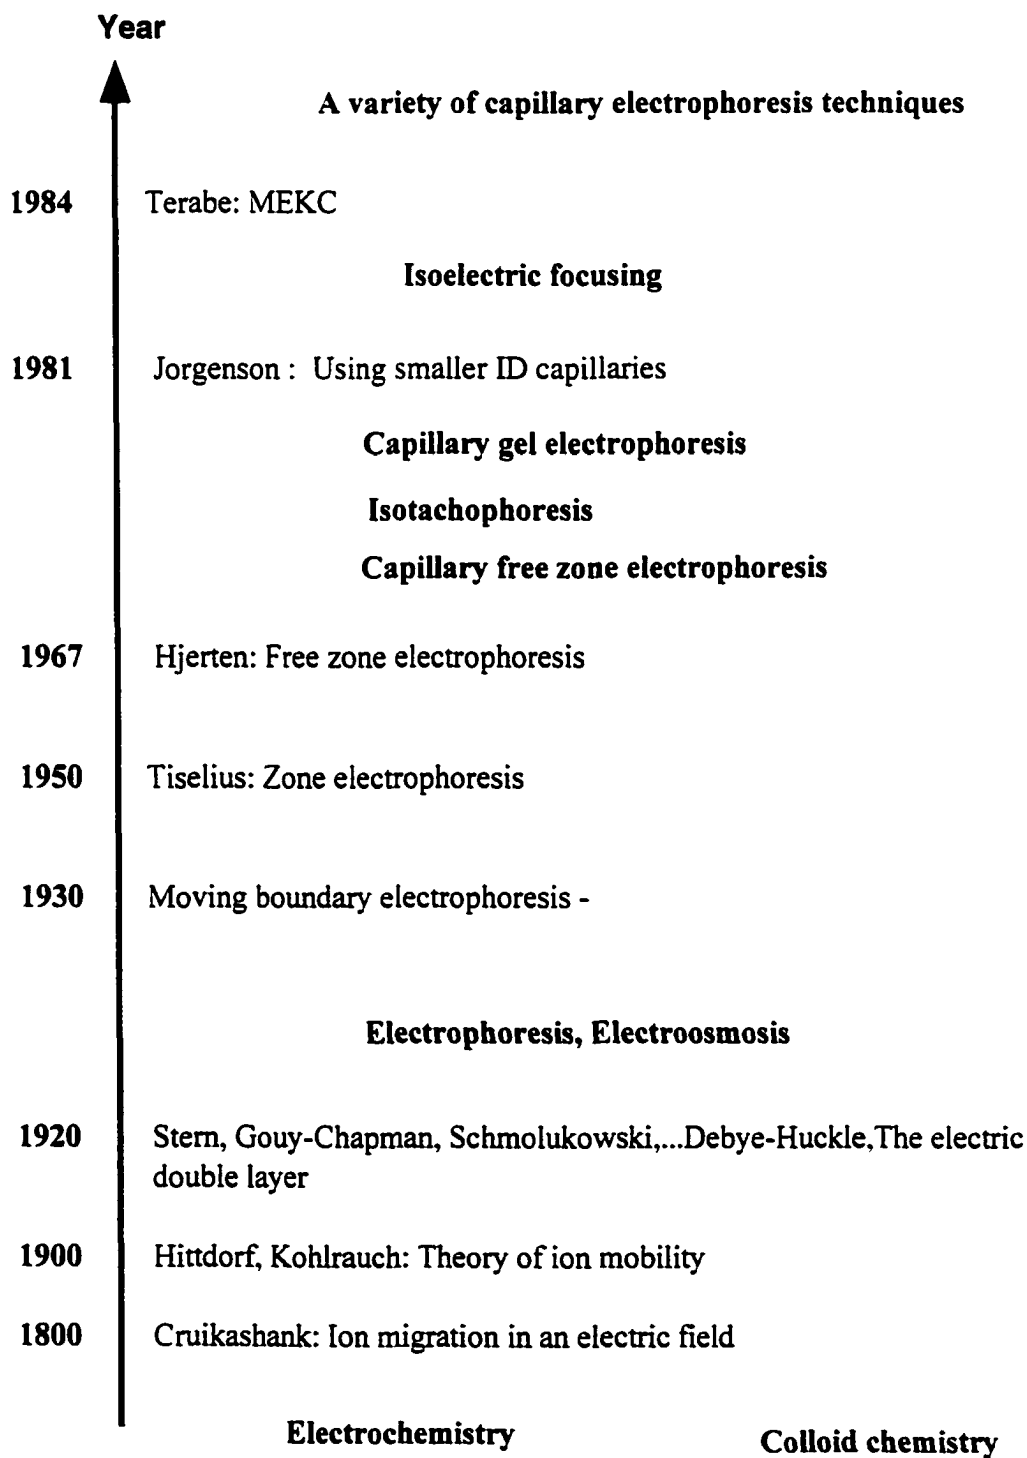 Year
A variety of capillary electrophoresis techniques
1984 Terabe: MEKC
Isoelectric focusing
1981 Jorgenson : Using smaller ID capillaries
Capillary gel electrophoresis
Isotachophoresis
Capillary free zone electrophoresis
1967 Hjerten: Free zone electrophoresis
1950 Tiselius: Zone electrophoresis
1930 Moving boundary electrophoresis -
Electrophoresis, Electroosmosis
1920 Stern, Gouy-Chapman, Schmolukowski,...Debye-Huckle,The electric
double layer
1900 Hittdorf, Kohlrauch: Theory of ion mobility
1800 Cruikashank: Ion migration in an electric field
Electrochemistry Colloid chemistry